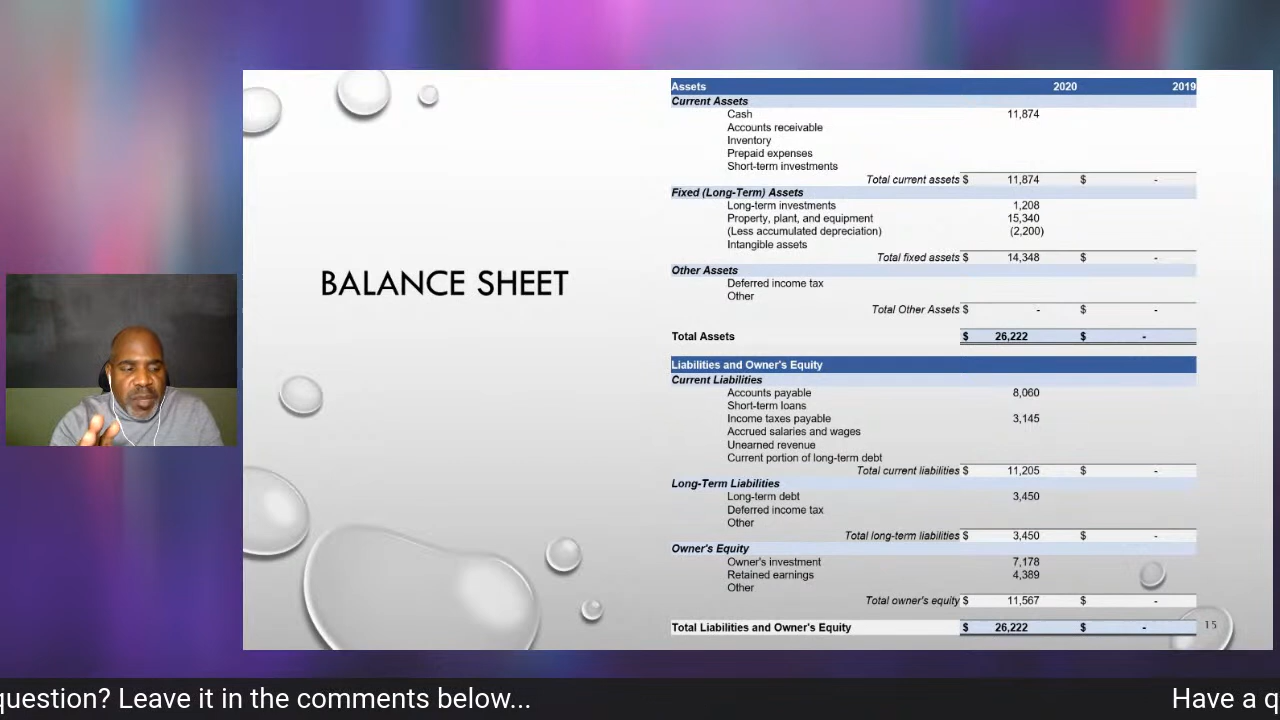 BALANCE SHEET
Assets 2020 2019
Current Assets
Cash 11,874
Accounts receivable
Inventory
Prepaid expenses
Short-term investments
Total current assets $ 11,874 $ -
Fixed (Long-Term) Assets
Long-term investments 1,208
Property, plant, and equipment 15,340
(Less accumulated depreciation) (2,200)
Intangible assets
Total fixed assets $ 14,348 $ -
Other Assets
Deferred income tax
Other
Total Other Assets $ - $ -
Total Assets $ 26,222 $ -
Liabilities and Owner's Equity
Current Liabilities
Accounts payable 8,060
Short-term loans
Income taxes payable 3,145
Accrued salaries and wages
Unearned revenue
Current portion of long-term debt
Total current liabilities $ 11,205 $ -
Long-Term Liabilities
Long-term debt 3,450
Deferred income tax
Other
Total long-term liabilities $ 3,450 $ -
Owner's Equity
Owner's investment 7,178
Retained earnings 4,389
Other
Total owner's equity $ 11,567 $ -
Total Liabilities and Owner's Equity $ 26,222 $ -
15
question? Leave it in the comments below... Have a q